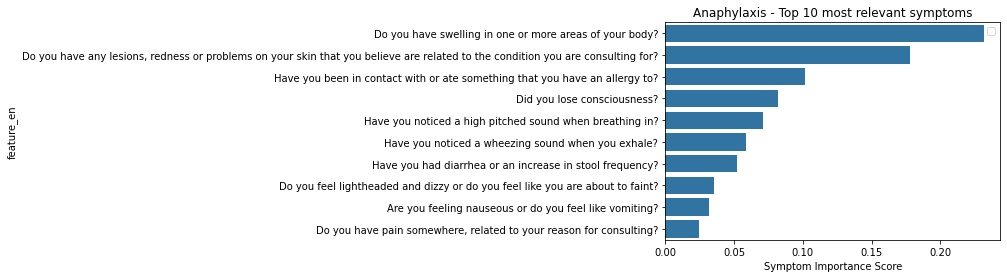 Anaphylaxis - Top 10 most relevant symptoms
Do you have swelling in one or more areas of your body?
Do you have any lesions, redness or problems on your skin that you believe are related to the condition you are consulting for?
Have you been in contact with or ate something that you have an allergy to?
Did you lose consciousness?
Have you noticed a high pitched sound when breathing in?
Have you noticed a wheezing sound when you exhale?
Have you had diarrhea or an increase in stool frequency?
Do you feel lightheaded and dizzy or do you feel like you are about to faint?
Are you feeling nauseous or do you feel like vomiting?
Do you have pain somewhere, related to your reason for consulting?
feature_en
0.00 0.05 0.10 0.15 0.20
Symptom Importance Score